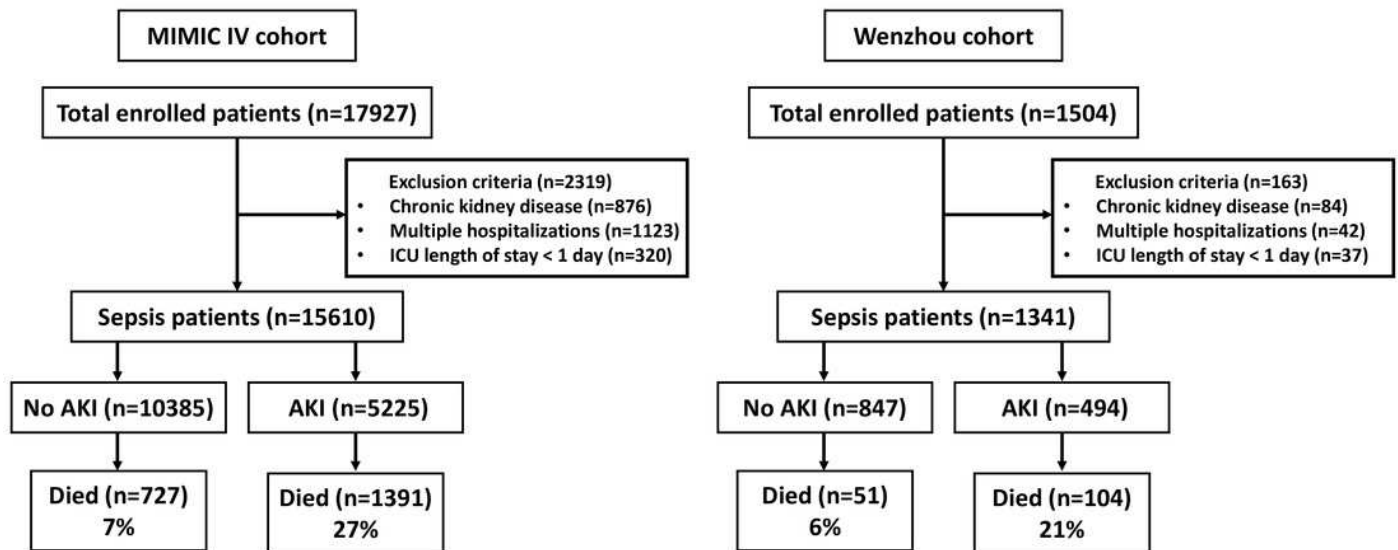 MIMIC IV cohort
Total enrolled patients (n=17927)
Exclusion criteria (n=2319)
• Chronic kidney disease (n=876)
• Multiple hospitalizations (n=1123)
• ICU length of stay < 1 day (n=320)
Sepsis patients (n=15610)
No AKI (n=10385)
AKI (n=5225)
Died (n=727)
7%
Died (n=1391)
27%
Wenzhou cohort
Total enrolled patients (n=1504)
Exclusion criteria (n=163)
• Chronic kidney disease (n=84)
• Multiple hospitalizations (n=42)
• ICU length of stay < 1 day (n=37)
Sepsis patients (n=1341)
No AKI (n=847)
AKI (n=494)
Died (n=51)
6%
Died (n=104)
21%